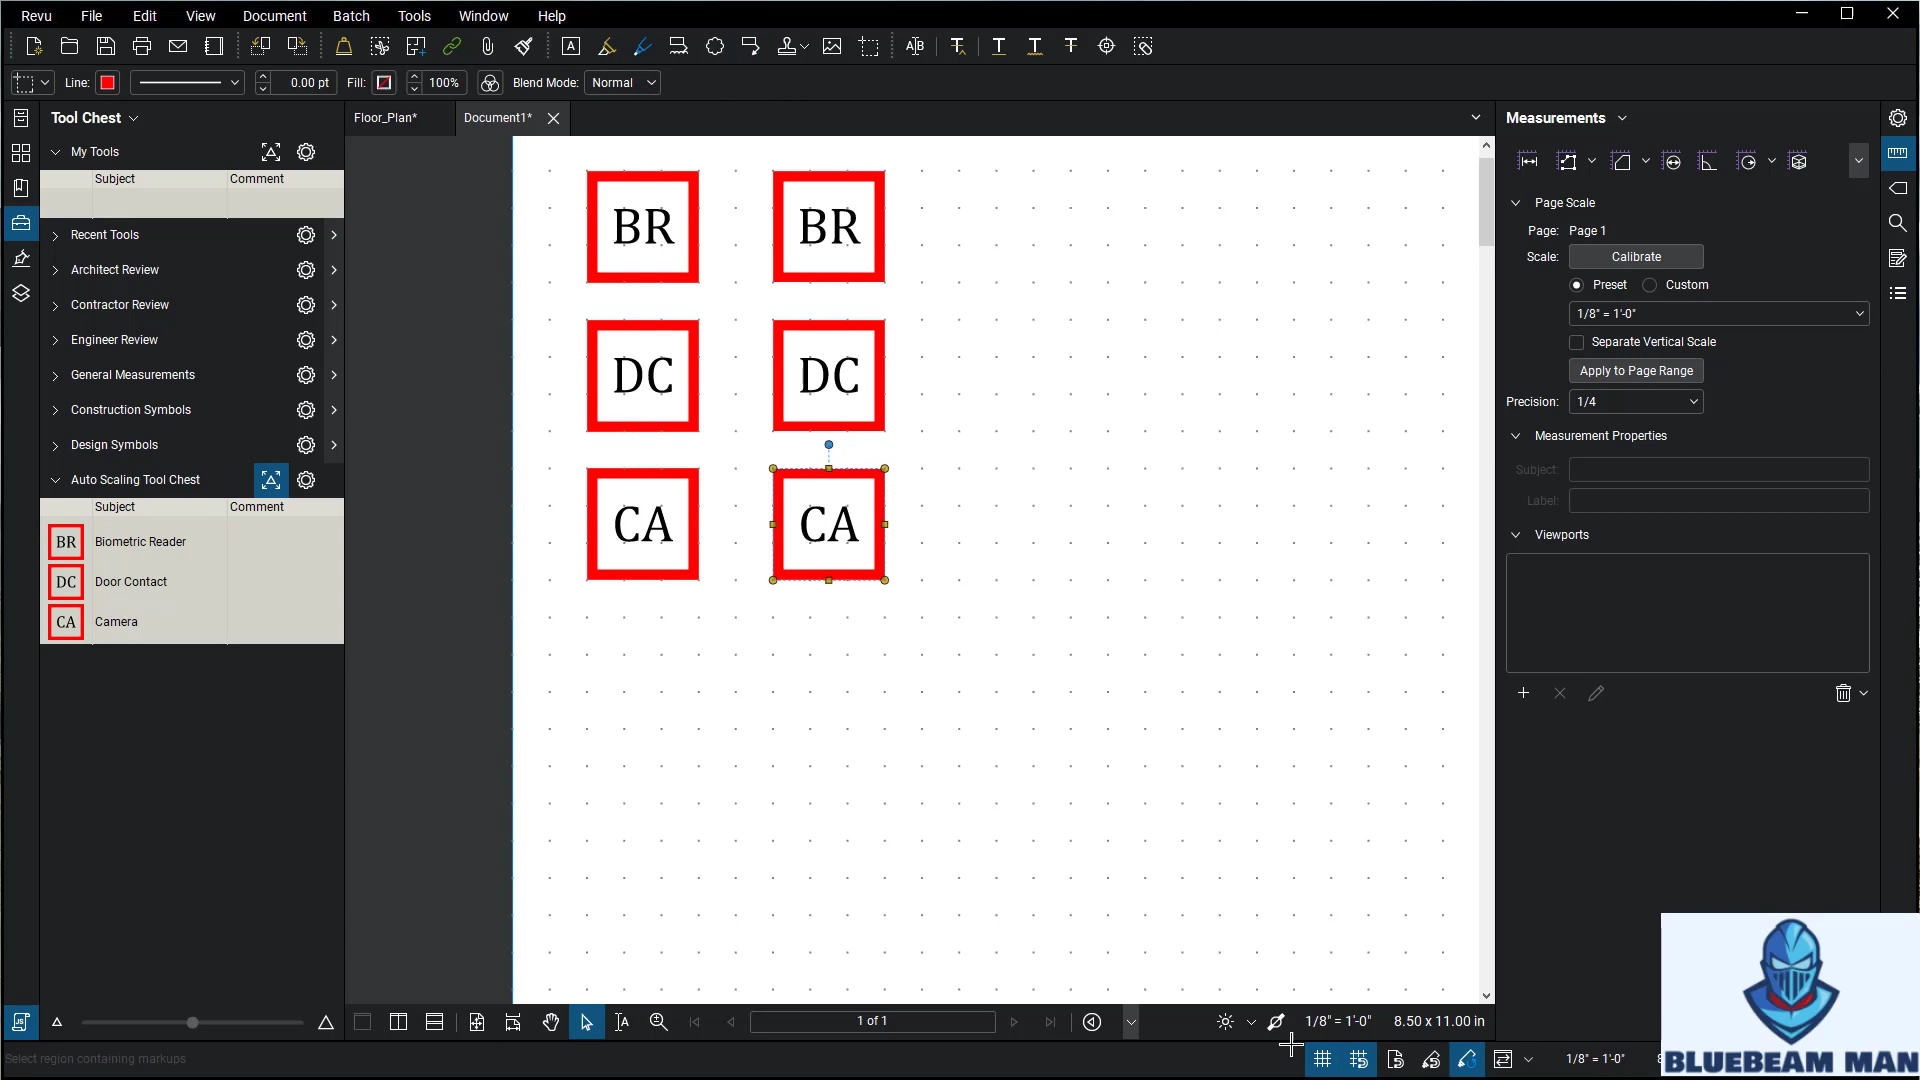 Revu File Edit View Document Batch Tools Window Help
Line: 0.00 pt Fill: 100% Blend Mode: Normal
Tool Chest
My Tools
Subject Comment
Recent Tools
Architect Review
Contractor Review
Engineer Review
General Measurements
Construction Symbols
Design Symbols
Auto Scaling Tool Chest
Subject Comment
BR Biometric Reader
DC Door Contact
CA Camera
Floor_Plan* Document1*
BR BR
DC DC
CA CA
Measurements
Page Scale
Page: Page 1
Scale: Calibrate
Preset Custom
1/8" = 1'-0"
Separate Vertical Scale
Apply to Page Range
Precision: 1/4
Measurement Properties
Subject:
Label:
Viewports
1 of 1
1/8" = 1'-0" 8.50 x 11.00 in
Select region containing markups
1/8" = 1'-0"
BLUEBEAM MAN